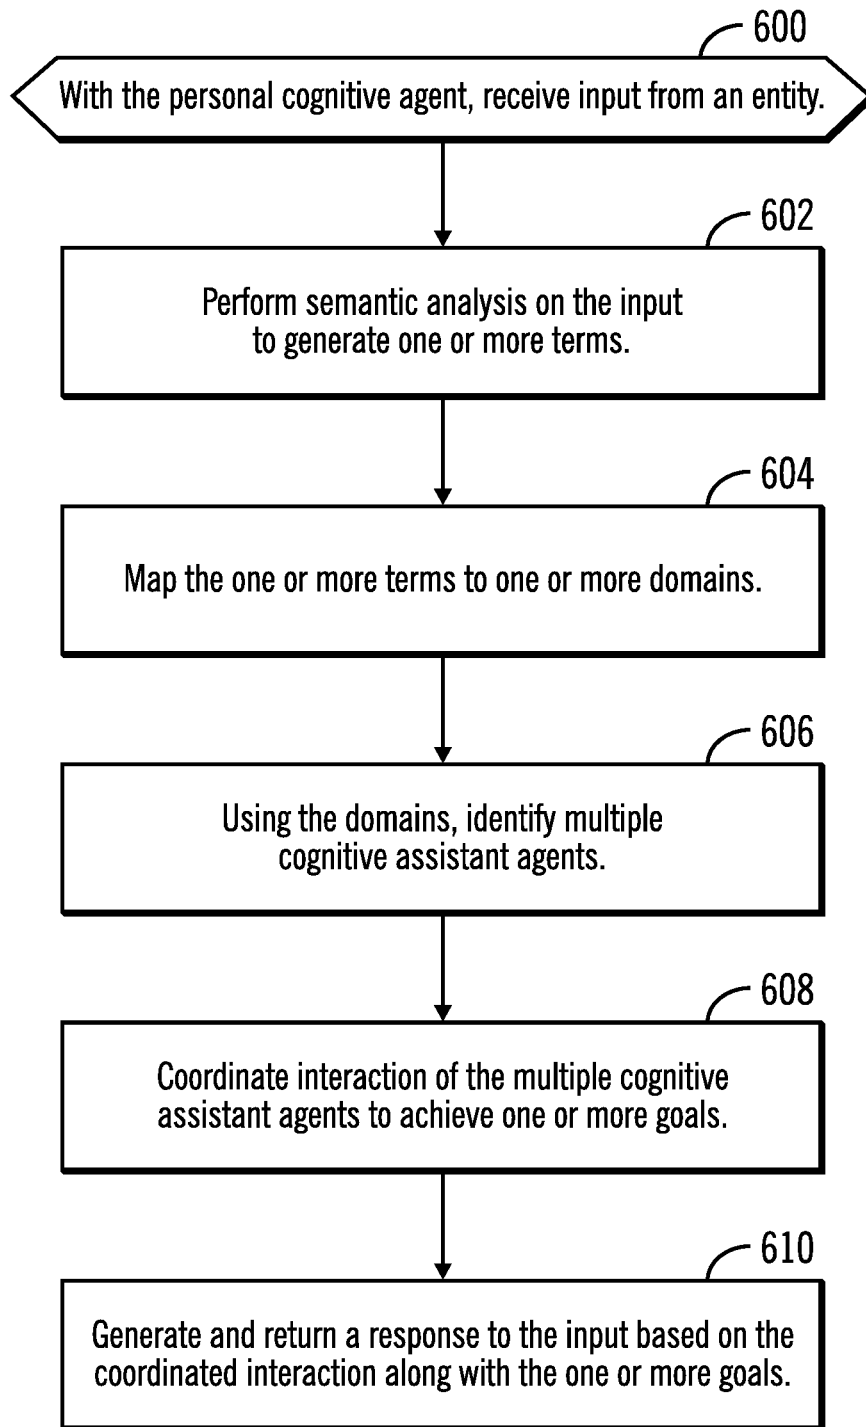 600
With the personal cognitive agent, receive input from an entity.
602
Perform semantic analysis on the input
to generate one or more terms.
604
Map the one or more terms to one or more domains.
606
Using the domains, identify multiple
cognitive assistant agents.
608
Coordinate interaction of the multiple cognitive
assistant agents to achieve one or more goals.
610
Generate and return a response to the input based on the
coordinated interaction along with the one or more goals.